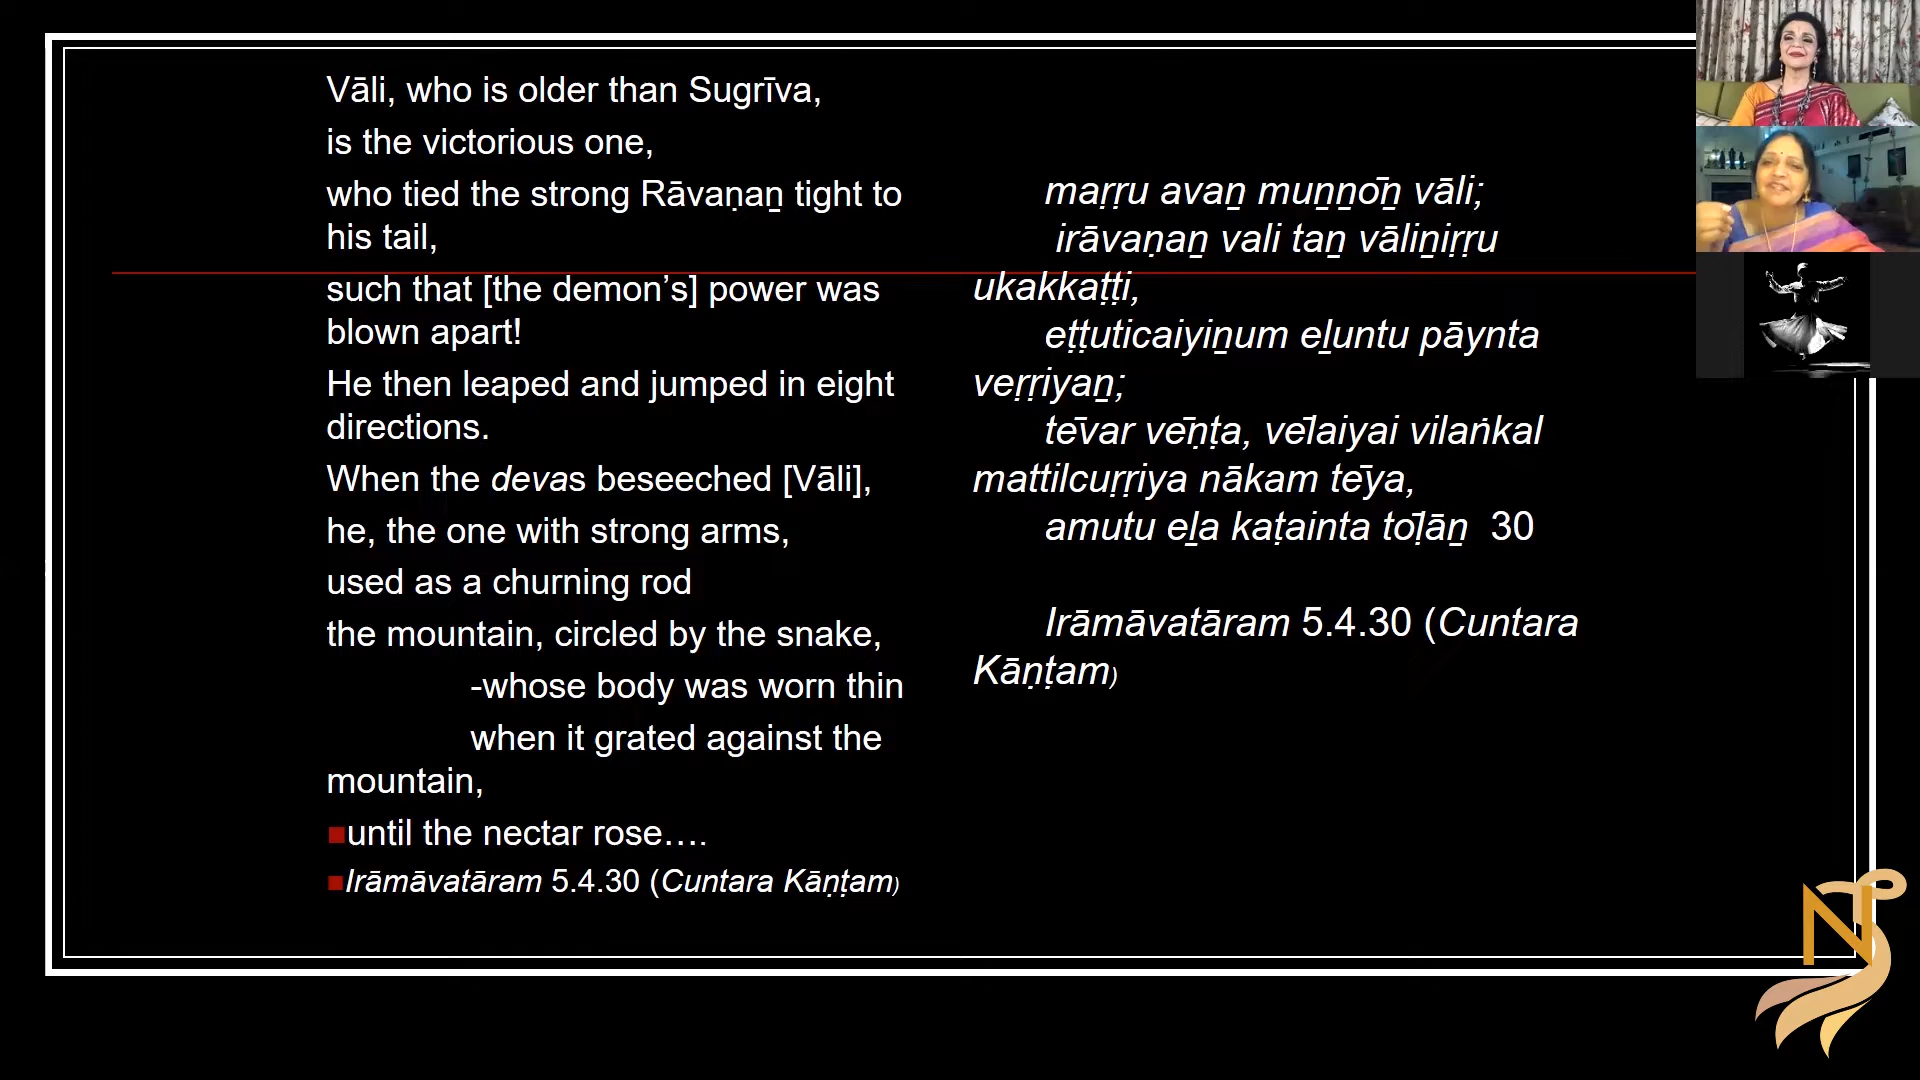 Vāli, who is older than Sugrīva,
is the victorious one,
who tied the strong Rāvaṇaṉ tight to
his tail,
such that [the demon’s] power was
blown apart!
He then leaped and jumped in eight
directions.
When the devas beseeched [Vāli],
he, the one with strong arms,
used as a churning rod
the mountain, circled by the snake,
-whose body was worn thin
when it grated against the
mountain,
until the nectar rose….
Irāmāvatāram 5.4.30 (Cuntara Kāṇṭam)
maṛṛu avaṉ muṉṉōṉ vāli;
irāvaṇaṉ vali taṉ vāliṉiṛṛu
ukakkaṭṭi,
eṭṭuticaiyiṉum eḻuntu pāynta
veṛṛiyaṉ;
tēvar vēṇṭa, vēlaiyai vilaṅkal
mattilcuṛṛiya nākam tēya,
amutu eḻa kaṭainta tōḷāṉ 30
Irāmāvatāram 5.4.30 (Cuntara
Kāṇṭam)
N